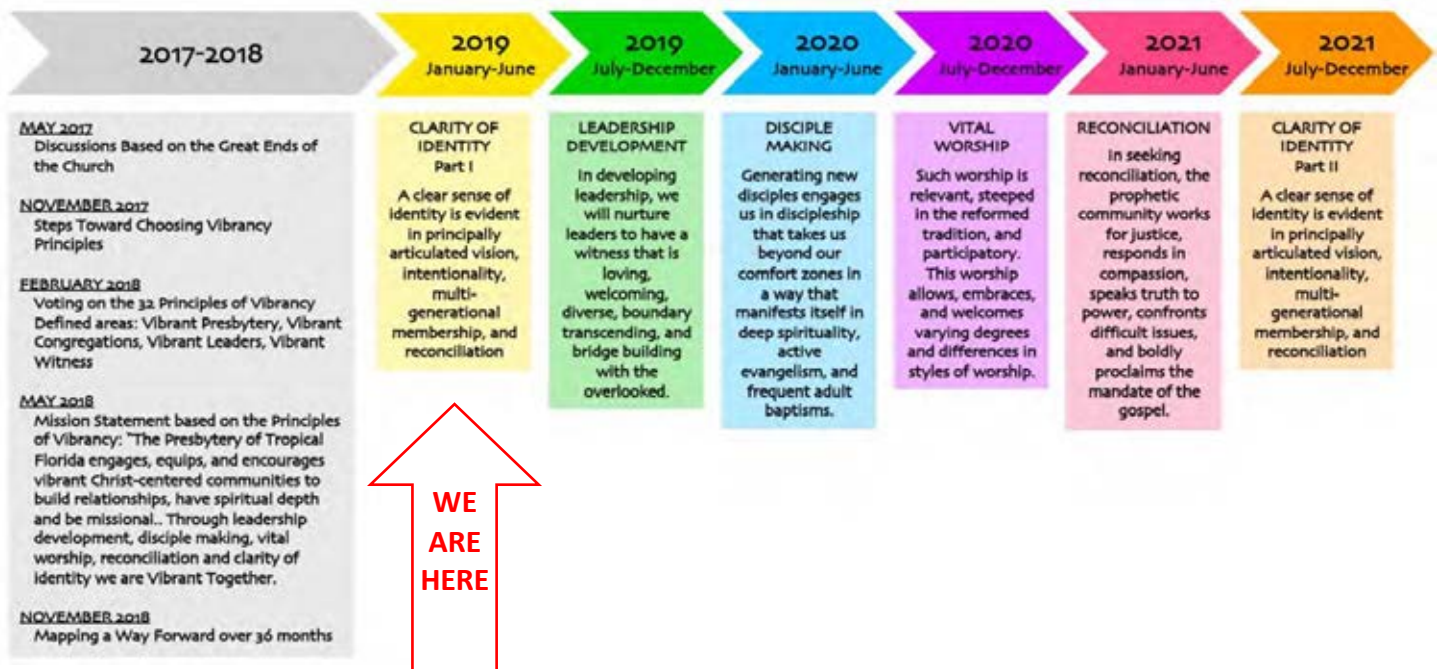 2017-2018
MAY 2017
Discussions Based on the Great Ends of
the Church
NOVEMBER 2017
Steps Toward Choosing Vibrancy
Principles
FEBRUARY 2018
Voting on the 32 Principles of Vibrancy
Defined areas: Vibrant Presbytery, Vibrant
Congregations, Vibrant Leaders, Vibrant
Witness
MAY 2018
Mission Statement based on the Principles
of Vibrancy: "The Presbytery of Tropical
Florida engages, equips, and encourages
vibrant Christ-centered communities to
build relationships, have spiritual depth
and be missional.. Through leadership
development, disciple making, vital
worship, reconciliation and clarity of
identity we are Vibrant Together.
NOVEMBER 2018
Mapping a Way Forward over 36 months
2019
January-June
CLARITY OF
IDENTITY
Part I
A clear sense of
identity is evident
in principally
articulated vision,
intentionality,
multi-
generational
membership, and
reconciliation
WE
ARE
HERE
2019
July-December
LEADERSHIP
DEVELOPMENT
In developing
leadership, we
will nurture
leaders to have a
witness that is
loving,
welcoming,
diverse, boundary
transcending, and
bridge building
with the
overlooked.
2020
January-June
DISCIPLE
MAKING
Generating new
disciples engages
us in discipleship
that takes us
beyond our
comfort zones in
a way that
manifests itself in
deep spirituality,
active
evangelism, and
frequent adult
baptisms.
2020
July-December
VITAL
WORSHIP
Such worship is
relevant, steeped
in the reformed
tradition, and
participatory.
This worship
allows, embraces,
and welcomes
varying degrees
and differences in
styles of worship.
2021
January-June
RECONCILIATION
In seeking
reconciliation, the
prophetic
community works
for justice,
responds in
compassion,
speaks truth to
power, confronts
difficult issues,
and boldly
proclaims the
mandate of the
gospel.
2021
July-December
CLARITY OF
IDENTITY
Part II
A clear sense of
identity is evident
in principally
articulated vision,
intentionality,
multi-
generational
membership, and
reconciliation